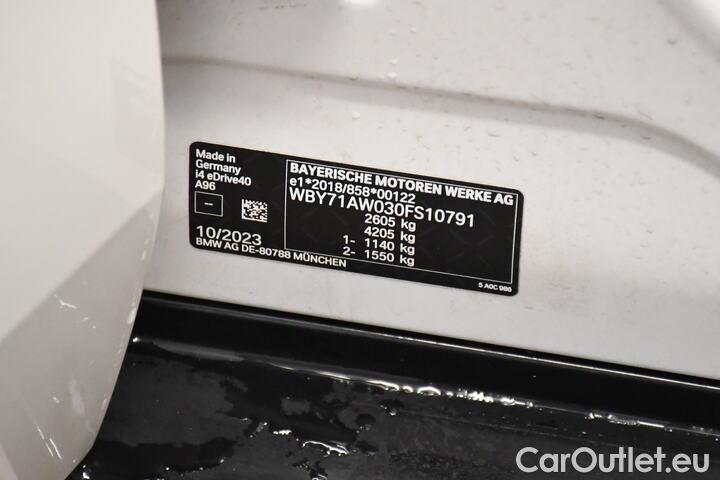 Made in
Germany
i4 eDrive40
A96
--
10/2023
BMW AG DE-80788 MÜNCHEN
BAYERISCHE MOTOREN WERKE AG
e1*2018/858*00122
WBY71AW030FS10791
2605 kg
4205 kg
1- 1140 kg
2- 1550 kg
5 A0C 986
CarOutlet.eu